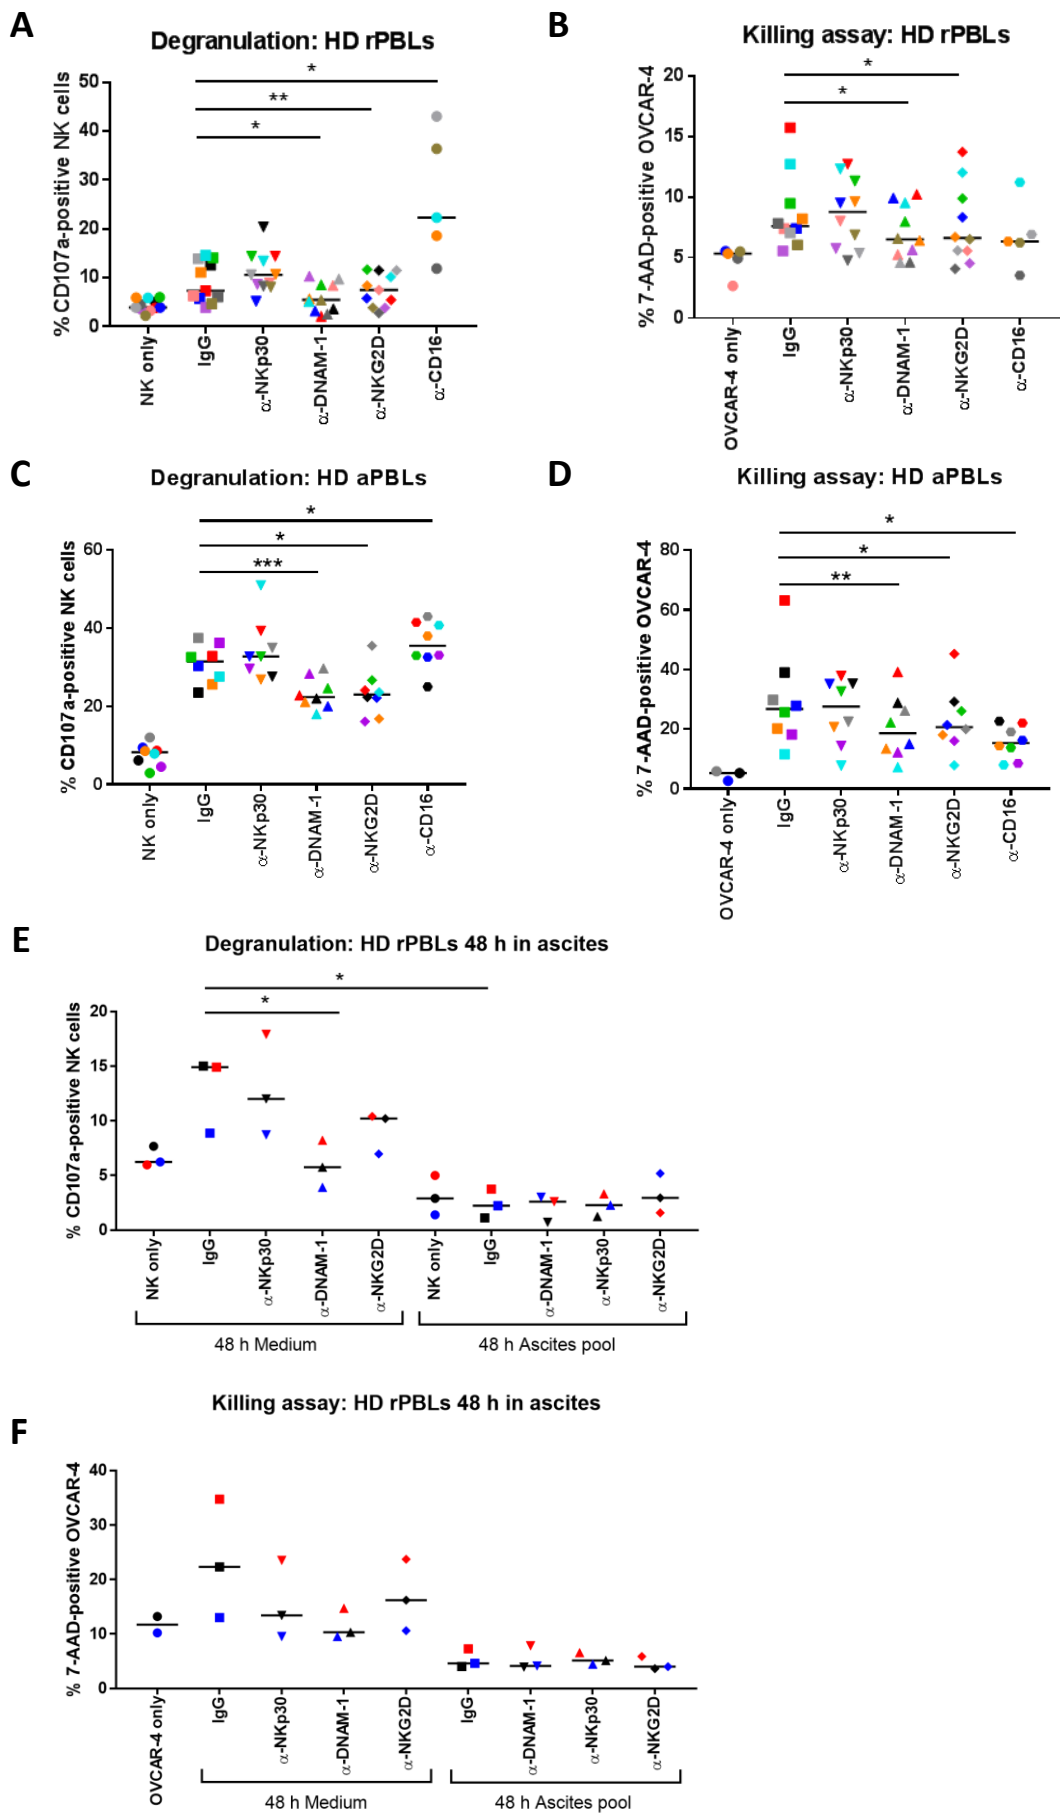 A
Degranulation: HD rPBLs
% CD107a-positive NK cells
50
40
30
20
10
0
*
**
*
NK only
IgG
α-NKp30
α-DNAM-1
α-NKG2D
α-CD16
B
Killing assay: HD rPBLs
% 7-AAD-positive OVCAR-4
20
15
10
5
0
*
*
OVCAR-4 only
IgG
α-NKp30
α-DNAM-1
α-NKG2D
α-CD16
C
Degranulation: HD aPBLs
% CD107a-positive NK cells
60
40
20
0
*
*
***
NK only
IgG
α-NKp30
α-DNAM-1
α-NKG2D
α-CD16
D
Killing assay: HD aPBLs
% 7-AAD-positive OVCAR-4
80
60
40
20
0
*
*
**
OVCAR-4 only
IgG
α-NKp30
α-DNAM-1
α-NKG2D
α-CD16
E
Degranulation: HD rPBLs 48 h in ascites
% CD107a-positive NK cells
20
15
10
5
0
*
*
NK only
IgG
α-NKp30
α-DNAM-1
α-NKG2D
NK only
IgG
α-DNAM-1
α-NKp30
α-NKG2D
48 h Medium
48 h Ascites pool
Killing assay: HD rPBLs 48 h in ascites
F
% 7-AAD-positive OVCAR-4
40
30
20
10
0
OVCAR-4 only
IgG
α-NKp30
α-DNAM-1
α-NKG2D
IgG
α-DNAM-1
α-NKp30
α-NKG2D
48 h Medium
48 h Ascites pool